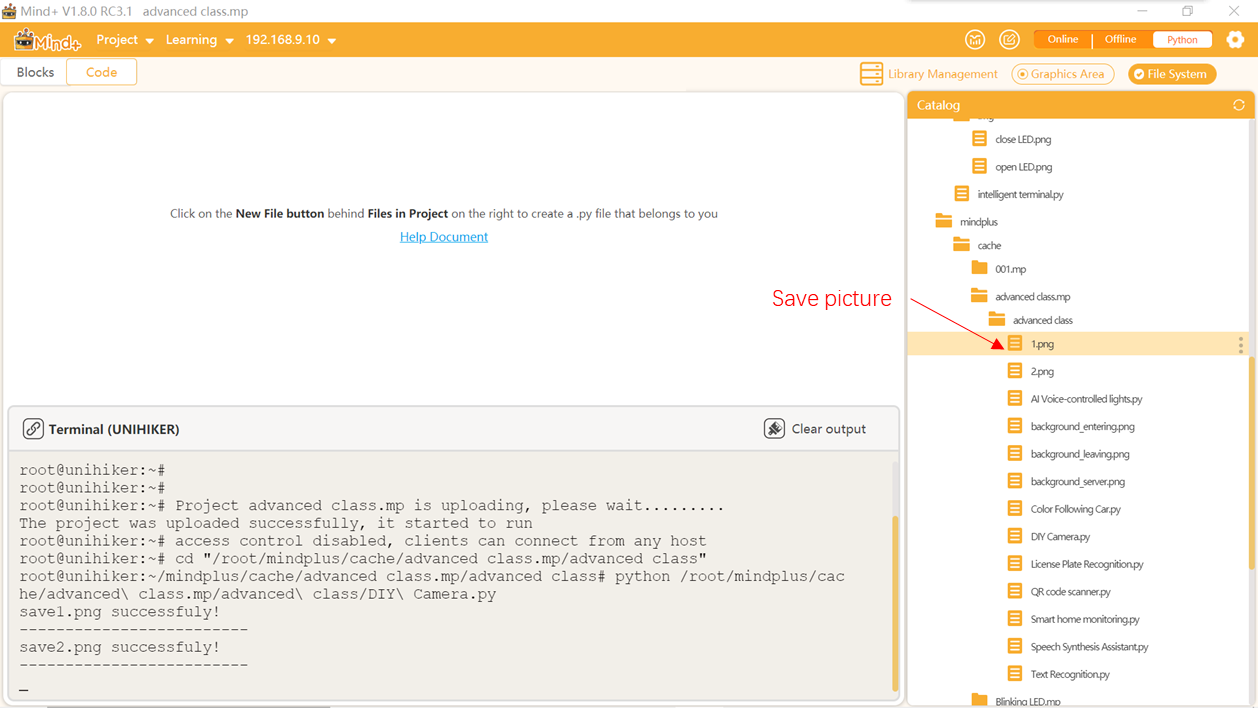 Mind+ V1.8.0 RC3.1 advanced class.mp
Mind+ Project Learning 192.168.9.10 Online Offline Python
Blocks Code Library Management Graphics Area File System
Click on the New File button behind Files in Project on the right to create a .py file that belongs to you
Help Document
Save picture
Terminal (UNIHIKER) Clear output
root@unihiker:~#
root@unihiker:~#
root@unihiker:~# Project advanced class.mp is uploading, please wait.........
The project was uploaded successfully, it started to run
root@unihiker:~# access control disabled, clients can connect from any host
root@unihiker:~# cd "/root/mindplus/cache/advanced class.mp/advanced class"
root@unihiker:~/mindplus/cache/advanced class.mp/advanced class# python /root/mindplus/cac
he/advanced\ class.mp/advanced\ class/DIY\ Camera.py
save1.png successfuly!
-------------------------
save2.png successfuly!
-------------------------
_
Catalog
close LED.png
open LED.png
intelligent terminal.py
mindplus
cache
001.mp
advanced class.mp
advanced class
1.png
2.png
AI Voice-controlled lights.py
background_entering.png
background_leaving.png
background_server.png
Color Following Car.py
DIY Camera.py
License Plate Recognition.py
QR code scanner.py
Smart home monitoring.py
Speech Synthesis Assistant.py
Text Recognition.py
Blinking LED.mp